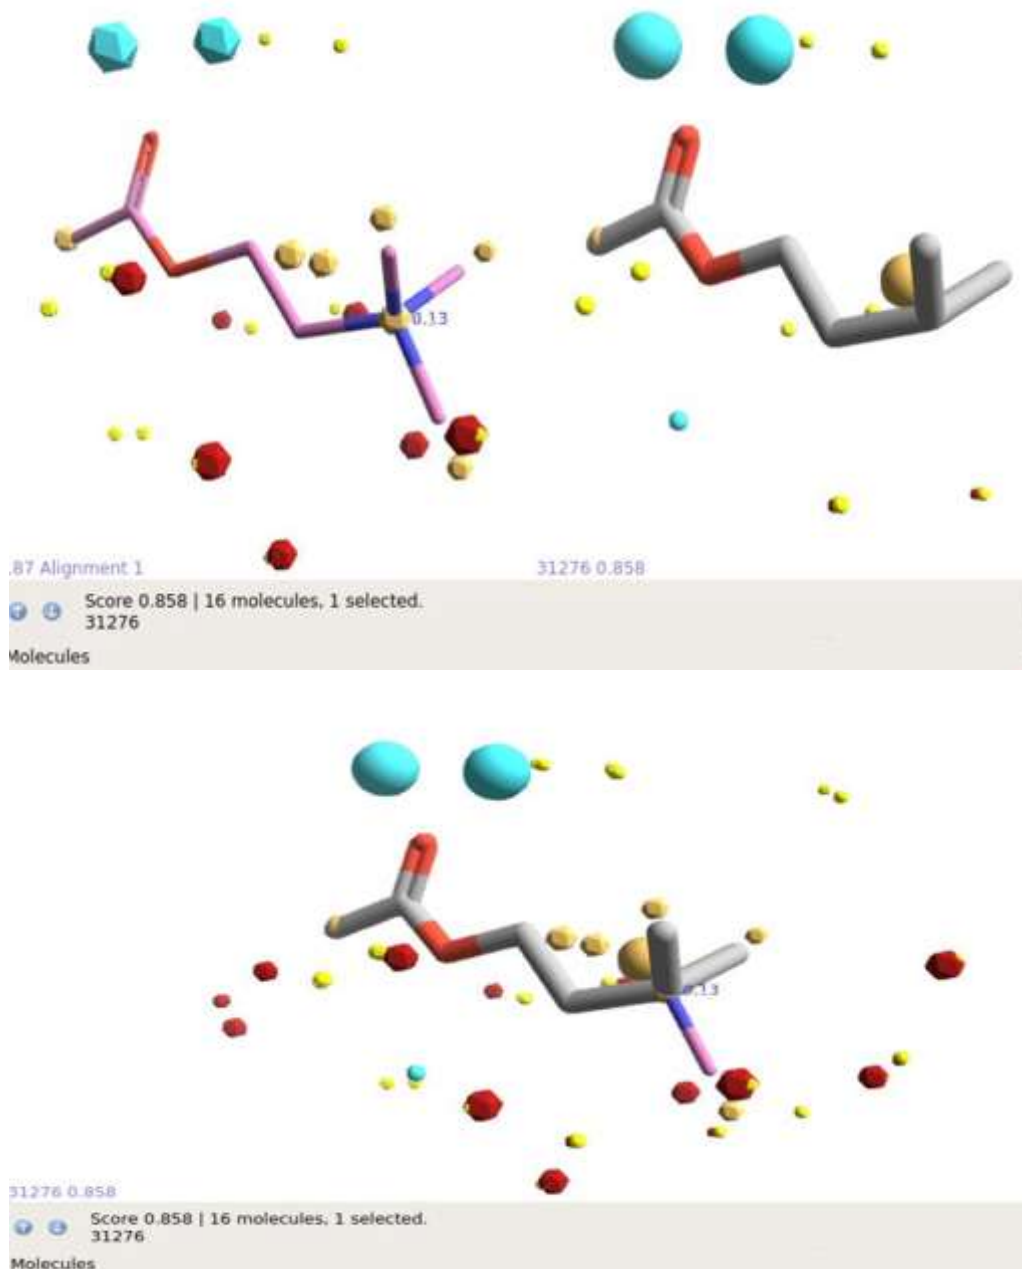 0.13
.87 Alignment 1
31276 0.858
Score 0.858 | 16 molecules, 1 selected.
31276
Molecules
0.13
31276 0.858
Score 0.858 | 16 molecules, 1 selected.
31276
Molecules